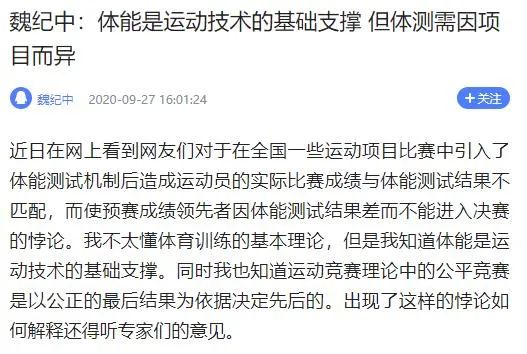 魏纪中：体能是运动技术的基础支撑 但体测需因项
目而异
魏纪中 2020-09-27 16:01:24 +关注
近日在网上看到网友们对于在全国一些运动项目比赛中引入了
体能测试机制后造成运动员的实际比赛成绩与体能测试结果不
匹配，而使预赛成绩领先者因体能测试结果差而不能进入决赛
的悖论。我不太懂体育训练的基本理论，但是我知道体能是运
动技术的基础支撑。同时我也知道运动竞赛理论中的公平竞赛
是以公正的最后结果为依据决定先后的。出现了这样的悖论如
何解释还得听专家们的意见。